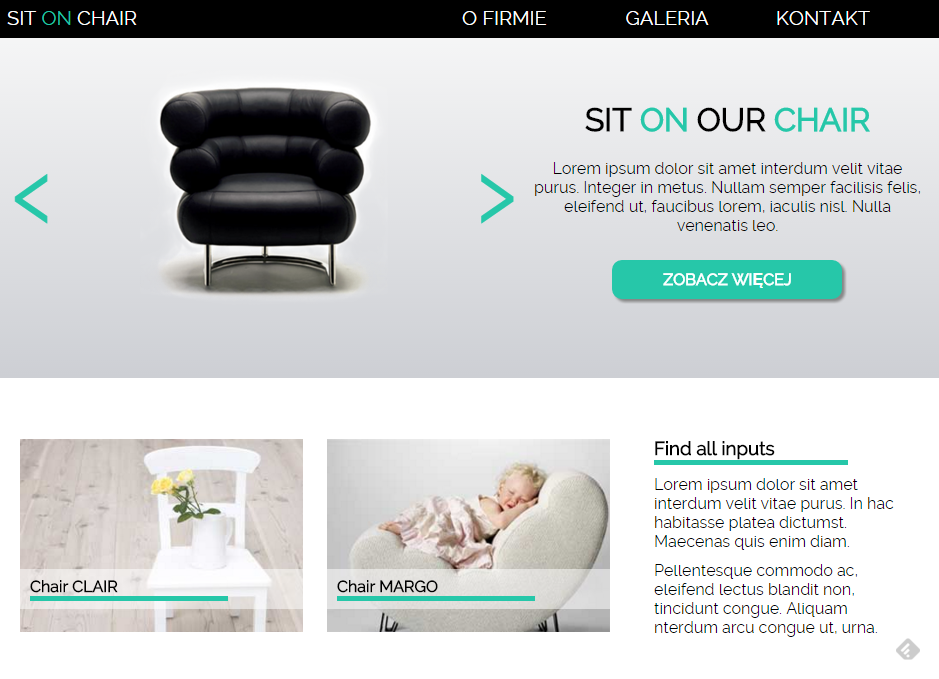 SIT ON CHAIR
O FIRMIE
GALERIA
KONTAKT
SIT ON OUR CHAIR
Lorem ipsum dolor sit amet interdum velit vitae
purus. Integer in metus. Nullam semper facilisis felis,
eleifend ut, faucibus lorem, iaculis nisl. Nulla
venenatis leo.
ZOBACZ WIĘCEJ
Chair CLAIR
Chair MARGO
Find all inputs
Lorem ipsum dolor sit amet
interdum velit vitae purus. In hac
habitasse platea dictumst.
Maecenas quis enim diam.
Pellentesque commodo ac,
eleifend lectus blandit non,
tincidunt congue. Aliquam
nterdum arcu congue ut, urna.